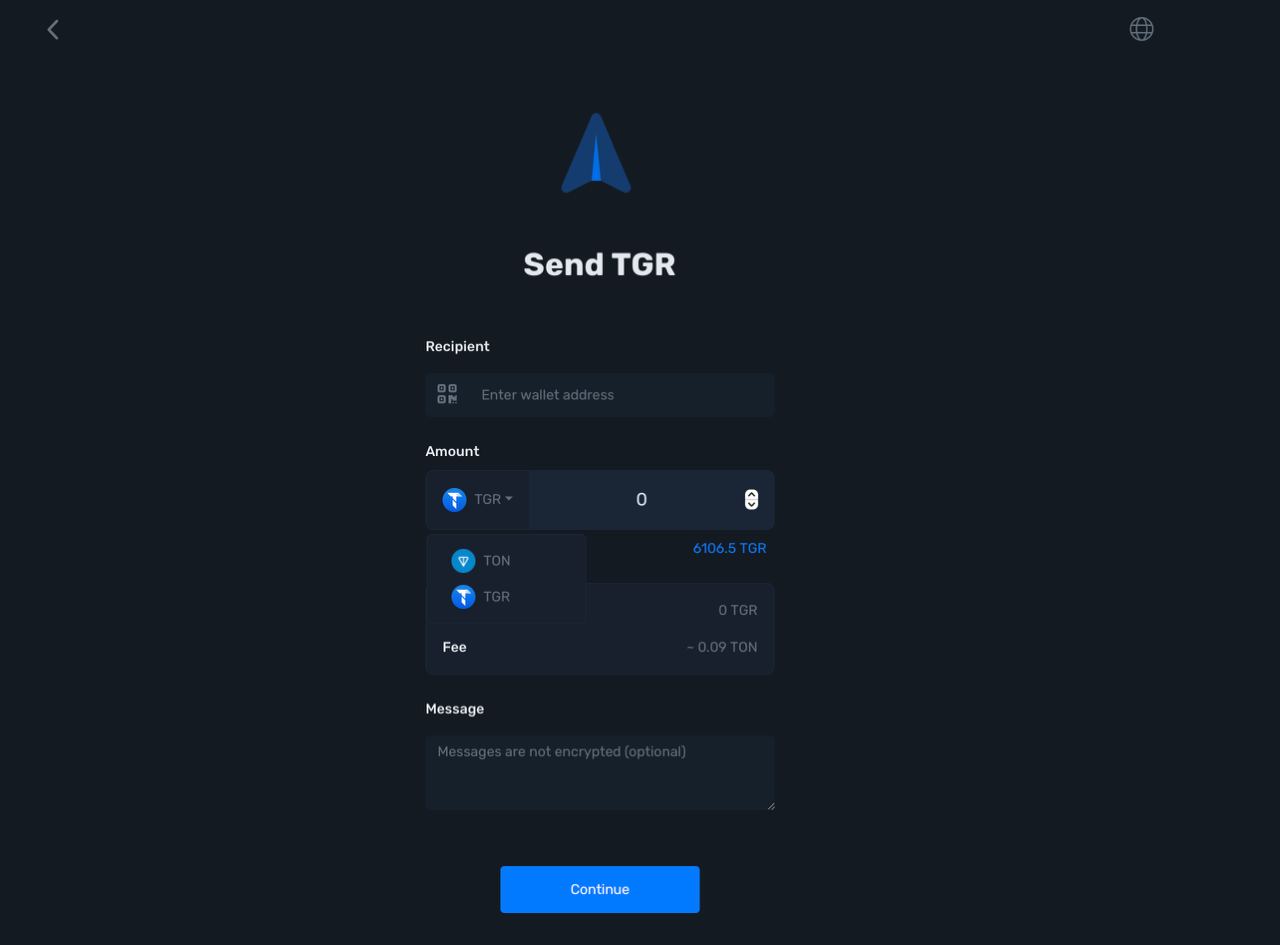 Send TGR
Recipient
Enter wallet address
Amount
TGR 0
6106.5 TGR
TON
TGR
0 TGR
Fee ~ 0.09 TON
Message
Messages are not encrypted (optional)
Continue